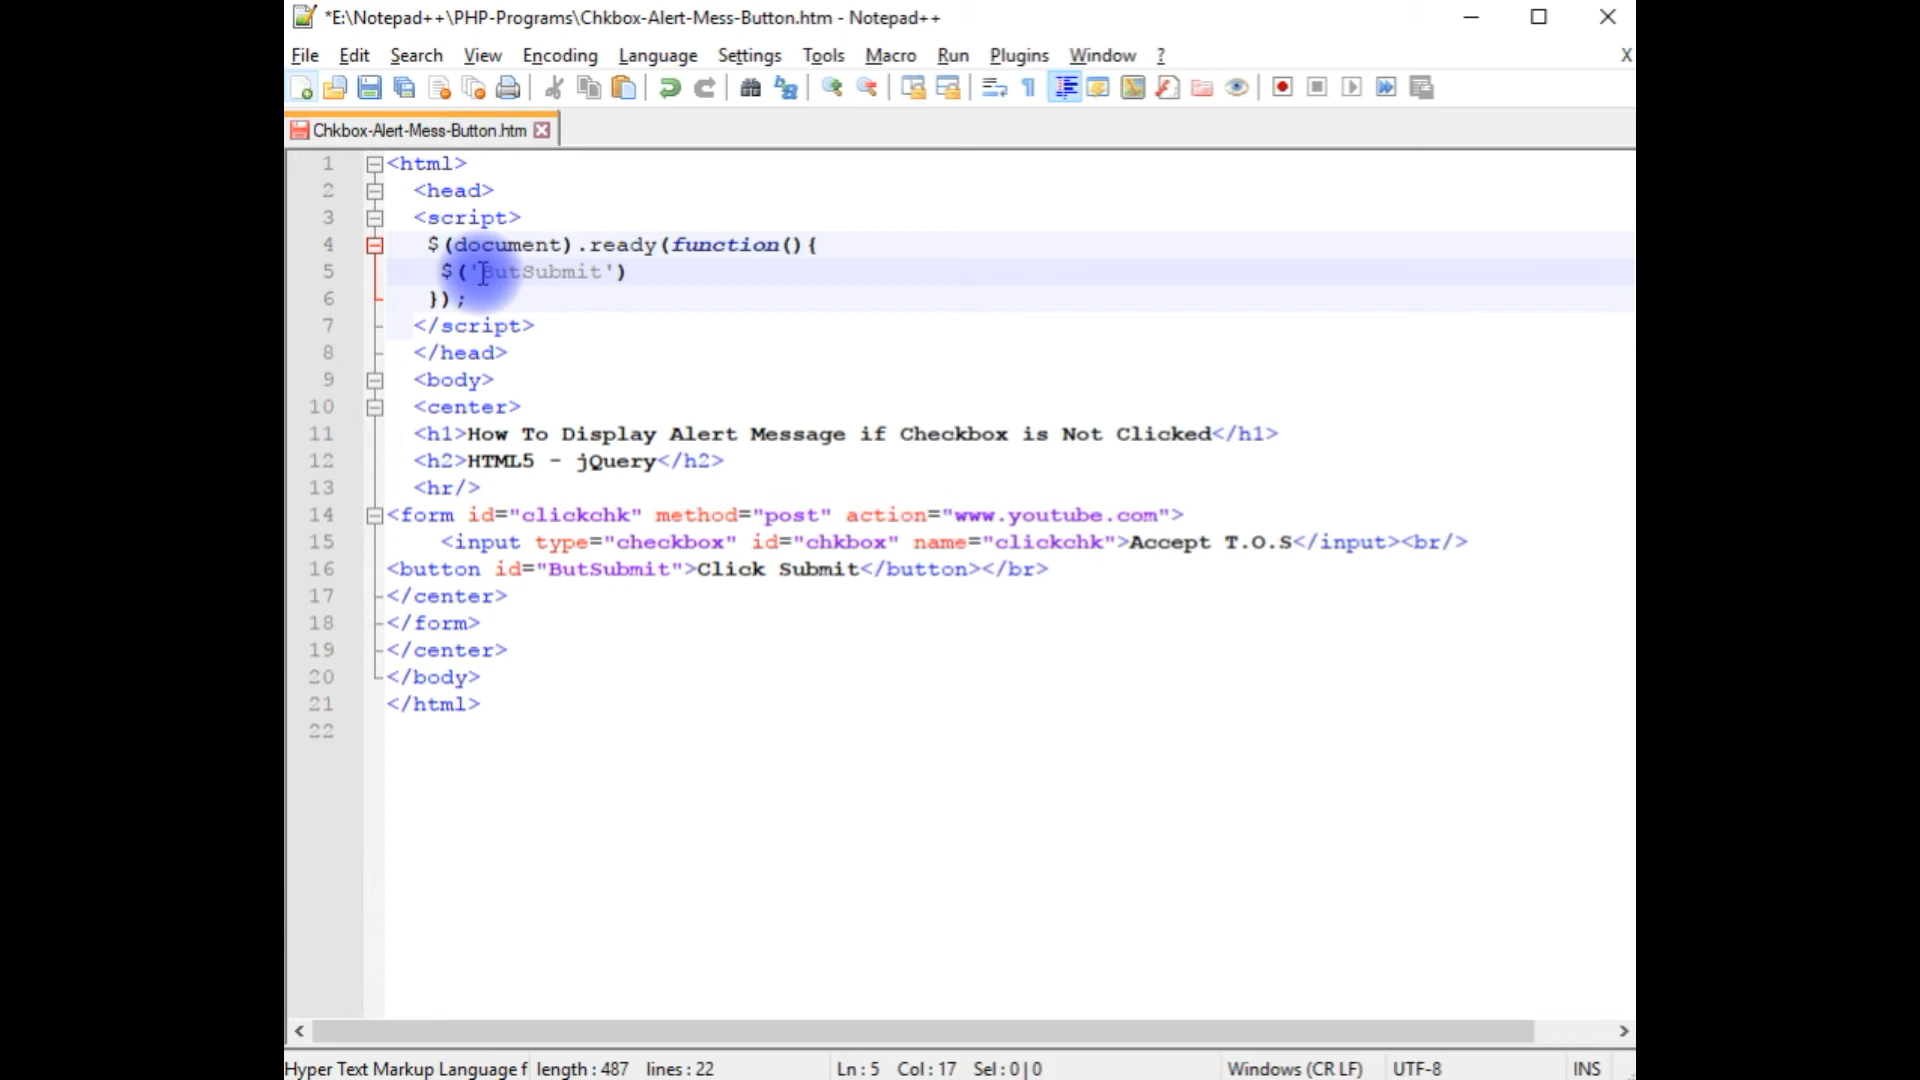 *E:\Notepad++\PHP-Programs\Chkbox-Alert-Mess-Button.htm - Notepad++
File Edit Search View Encoding Language Settings Tools Macro Run Plugins Window ? X
Chkbox-Alert-Mess-Button.htm
1 <html>
2 <head>
3 <script>
4 $(document).ready(function(){
5 $('ButSubmit')
6 });
7 </script>
8 </head>
9 <body>
10 <center>
11 <h1>How To Display Alert Message if Checkbox is Not Clicked</h1>
12 <h2>HTML5 - jQuery</h2>
13 <hr/>
14 <form id="clickchk" method="post" action="www.youtube.com">
15 <input type="checkbox" id="chkbox" name="clickchk">Accept T.O.S</input><br/>
16 <button id="ButSubmit">Click Submit</button></br>
17 </center>
18 </form>
19 </center>
20 </body>
21 </html>
22
Hyper Text Markup Language f length : 487 lines : 22 Ln : 5 Col : 17 Sel : 0 | 0 Windows (CR LF) UTF-8 INS